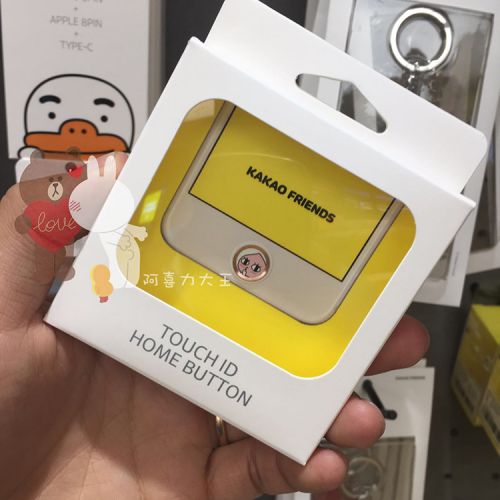 + APPLE 8PIN
+ TYPE-C
KAKAO FRIENDS
love
阿喜力大王
TOUCH ID
HOME BUTTON